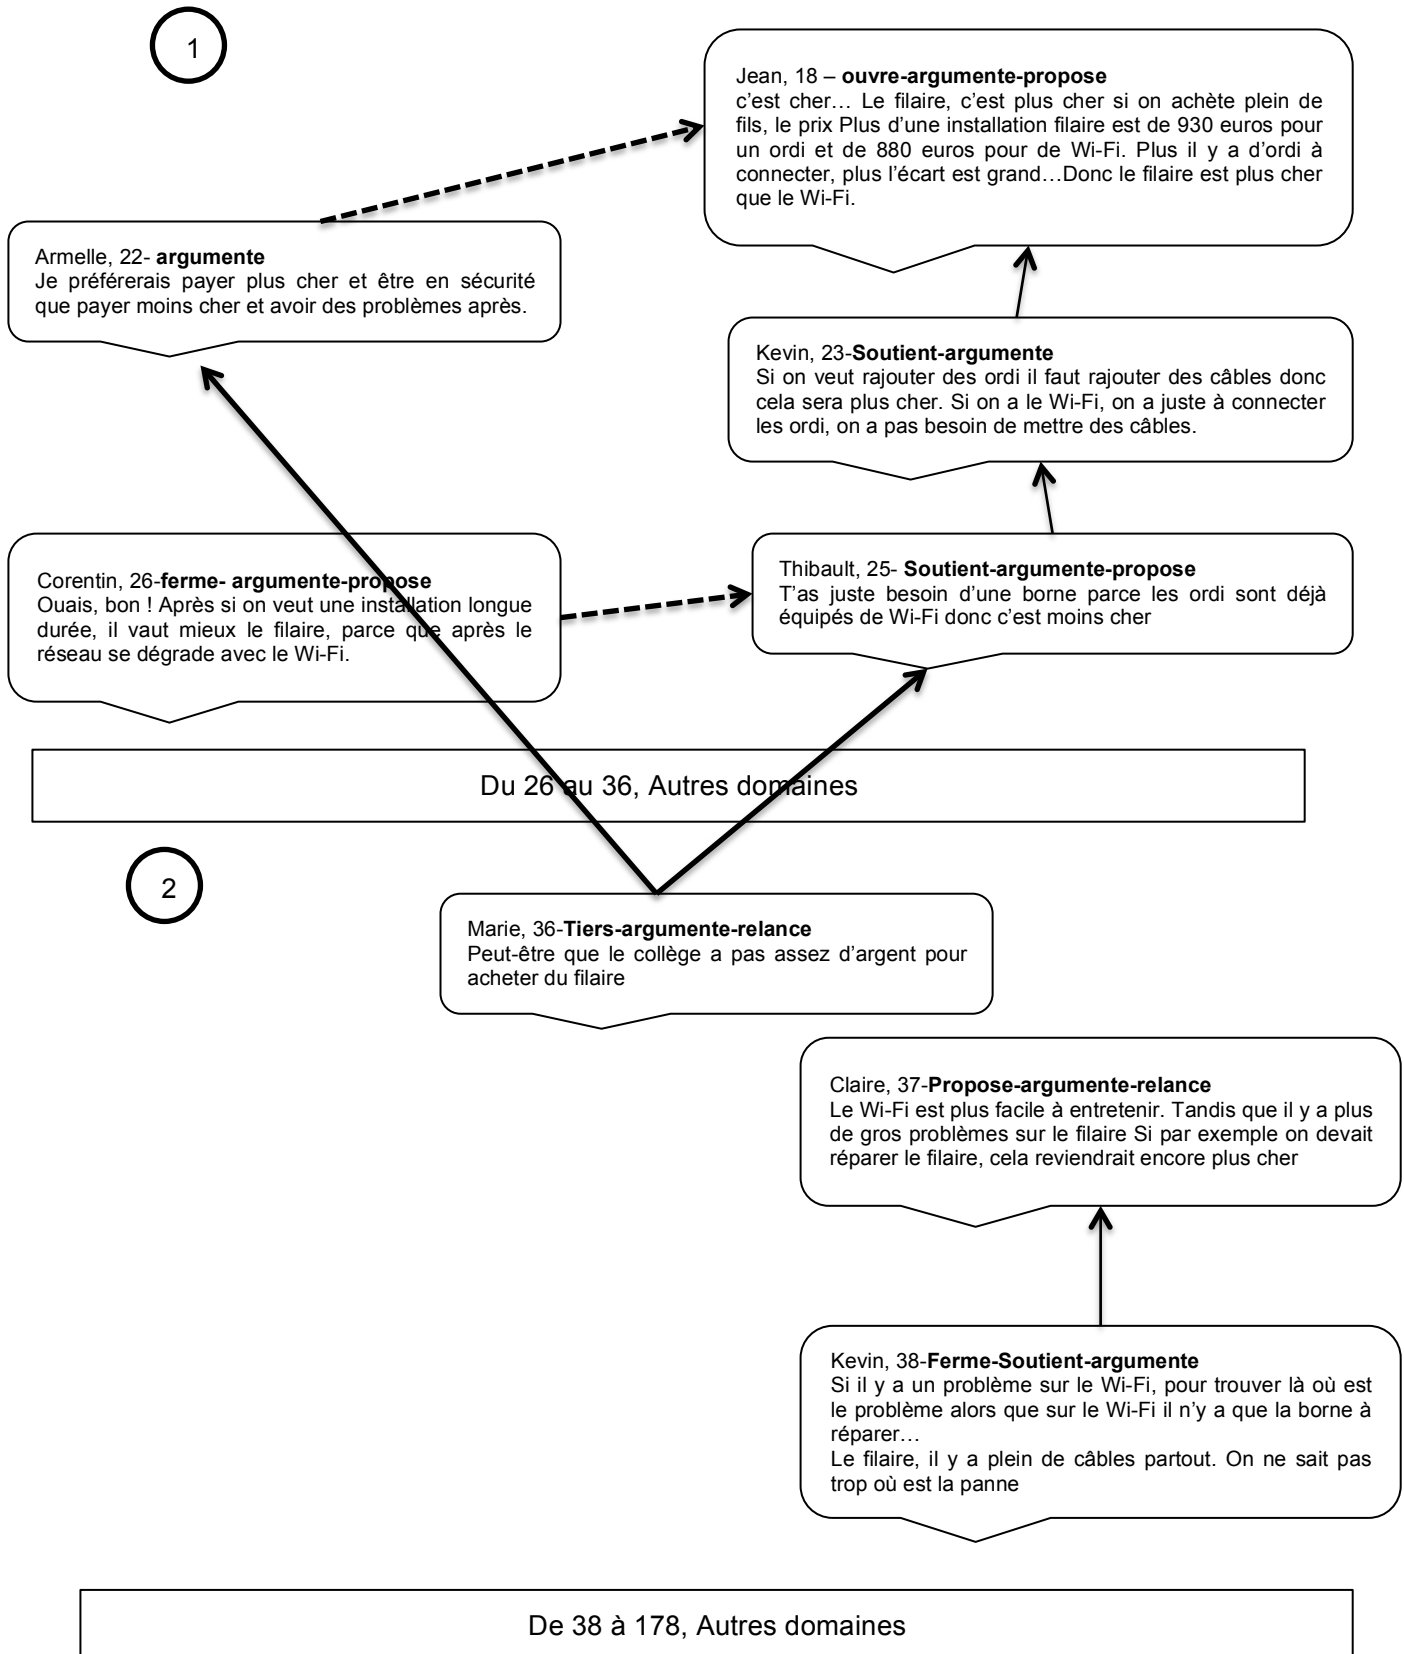 1
Jean, 18 – ouvre-argumente-propose
c’est cher… Le filaire, c’est plus cher si on achète plein de
fils, le prix Plus d’une installation filaire est de 930 euros pour
un ordi et de 880 euros pour de Wi-Fi. Plus il y a d’ordi à
connecter, plus l’écart est grand…Donc le filaire est plus cher
que le Wi-Fi.
Armelle, 22- argumente
Je préférerais payer plus cher et être en sécurité
que payer moins cher et avoir des problèmes après.
Kevin, 23-Soutient-argumente
Si on veut rajouter des ordi il faut rajouter des câbles donc
cela sera plus cher. Si on a le Wi-Fi, on a juste à connecter
les ordi, on a pas besoin de mettre des câbles.
Thibault, 25- Soutient-argumente-propose
T’as juste besoin d’une borne parce les ordi sont déjà
équipés de Wi-Fi donc c’est moins cher
Corentin, 26-ferme- argumente-propose
Ouais, bon ! Après si on veut une installation longue
durée, il vaut mieux le filaire, parce que après le
réseau se dégrade avec le Wi-Fi.
Du 26 au 36, Autres domaines
2
Marie, 36-Tiers-argumente-relance
Peut-être que le collège a pas assez d’argent pour
acheter du filaire
Claire, 37-Propose-argumente-relance
Le Wi-Fi est plus facile à entretenir. Tandis que il y a plus
de gros problèmes sur le filaire Si par exemple on devait
réparer le filaire, cela reviendrait encore plus cher
Kevin, 38-Ferme-Soutient-argumente
Si il y a un problème sur le Wi-Fi, pour trouver là où est
le problème alors que sur le Wi-Fi il n’y a que la borne à
réparer…
Le filaire, il y a plein de câbles partout. On ne sait pas
trop où est la panne
De 38 à 178, Autres domaines